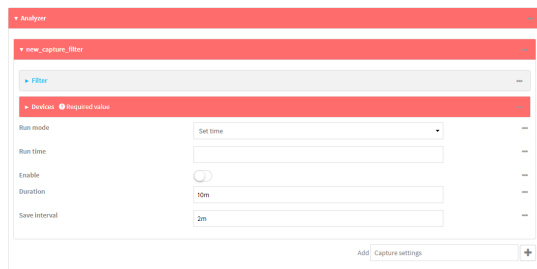 Analyzer
new_capture_filter
Filter
Devices Required value
Run mode Set time
Run time
Enable
Duration 10m
Save interval 2m
Add Capture settings